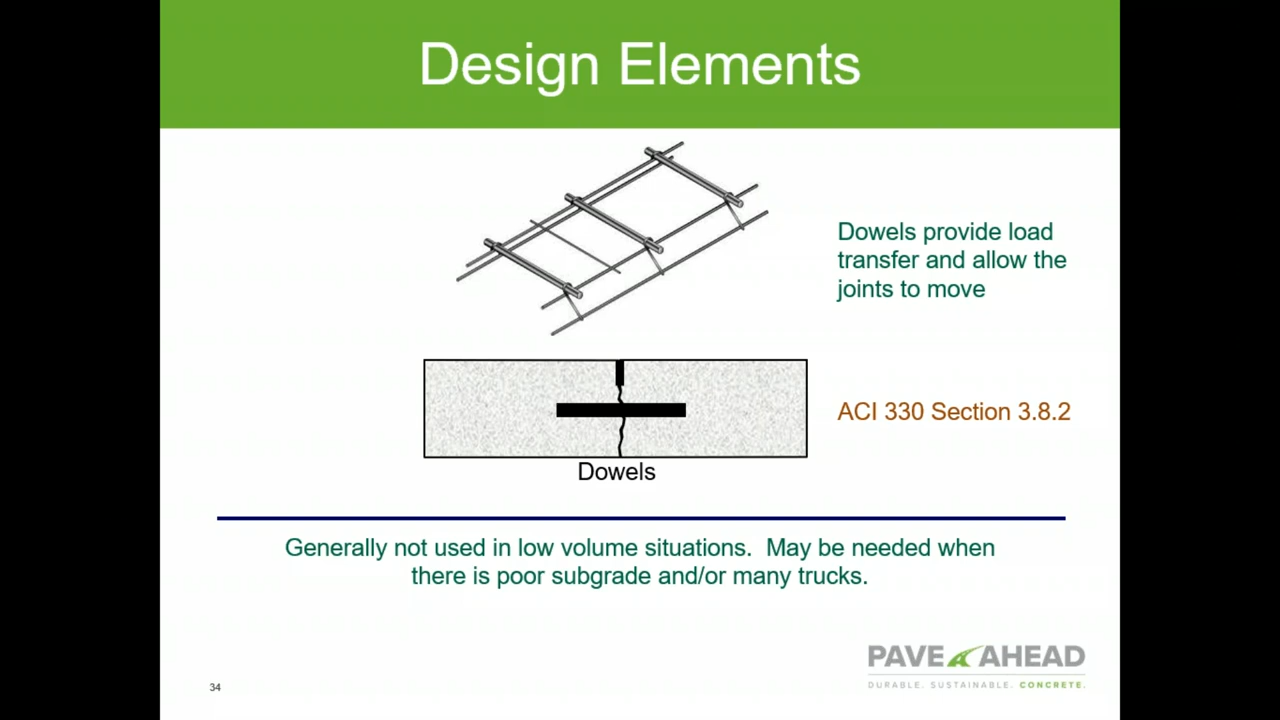 Design Elements
Dowels provide load
transfer and allow the
joints to move
ACI 330 Section 3.8.2
Dowels
Generally not used in low volume situations.  May be needed when
there is poor subgrade and/or many trucks.
PAVE AHEAD
DURABLE. SUSTAINABLE. CONCRETE.
34